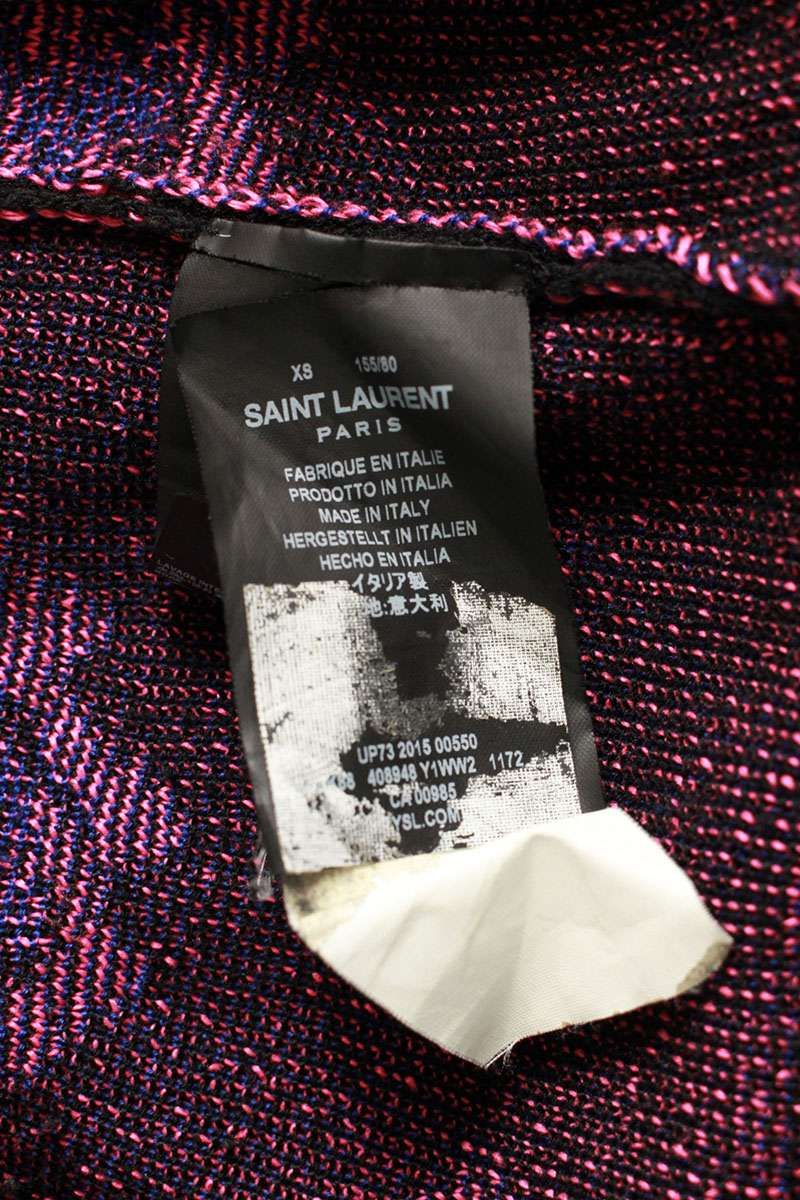 XS 155/80
SAINT LAURENT
PARIS
FABRIQUE EN ITALIE
PRODOTTO IN ITALIA
MADE IN ITALY
HERGESTELLT IN ITALIEN
HECHO EN ITALIA
イタリア製
地:意大利
UP73 2015 00550
408948 Y1WW2 1172
CA 00985
YSL.COM
LAVAGE